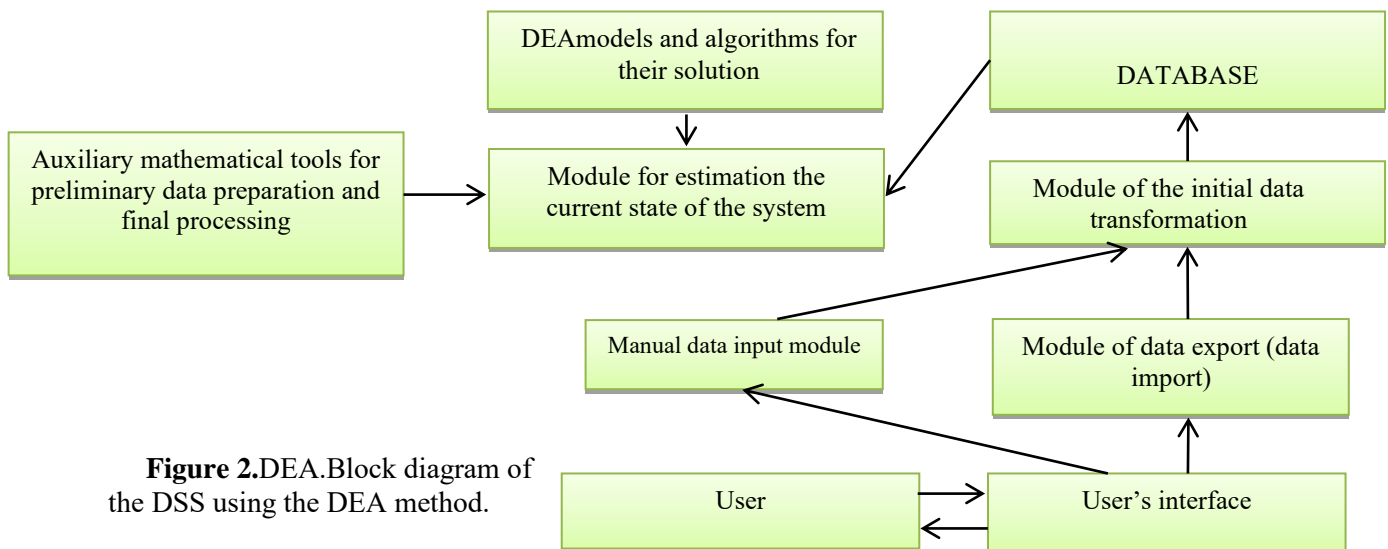 DEAmodels and algorithms for
their solution
DATABASE
Auxiliary mathematical tools for
preliminary data preparation and
final processing
Module for estimation the
current state of the system
Module of the initial data
transformation
Manual data input module
Module of data export (data
import)
Figure 2.DEA.Block diagram of
the DSS using the DEA method.
User
User’s interface